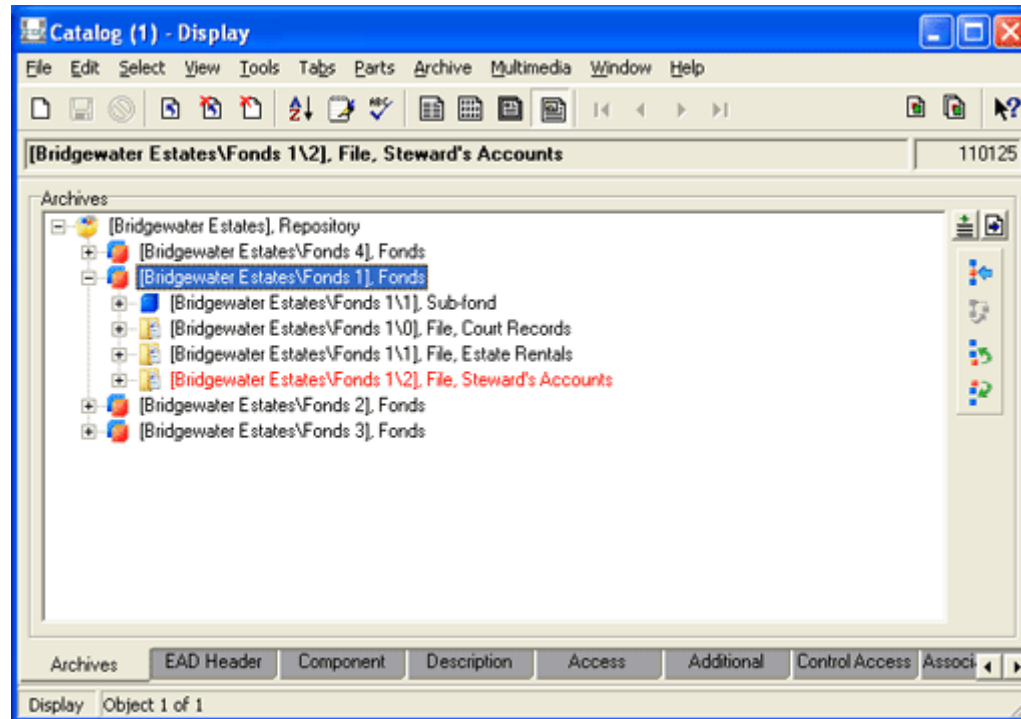 Catalog (1) - Display
File Edit Select View Tools Tabs Parts Archive Multimedia Window Help
[Bridgewater Estates\Fonds 1\2], File, Steward's Accounts 110125
Archives
[Bridgewater Estates], Repository
[Bridgewater Estates\Fonds 4], Fonds
[Bridgewater Estates\Fonds 1], Fonds
[Bridgewater Estates\Fonds 1\1], Sub-fond
[Bridgewater Estates\Fonds 1\0], File, Court Records
[Bridgewater Estates\Fonds 1\1], File, Estate Rentals
[Bridgewater Estates\Fonds 1\2], File, Steward's Accounts
[Bridgewater Estates\Fonds 2], Fonds
[Bridgewater Estates\Fonds 3], Fonds
Archives EAD Header Component Description Access Additional Control Access Associ
Display Object 1 of 1